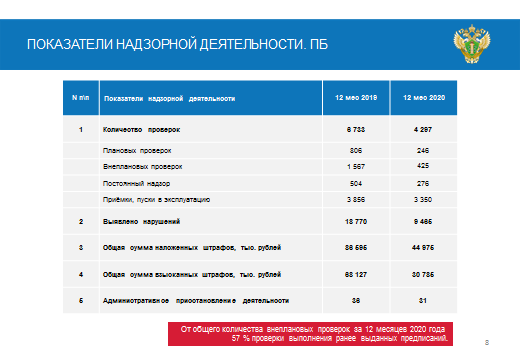 ПОКАЗАТЕЛИ НАДЗОРНОЙ ДЕЯТЕЛЬНОСТИ. ПБ
N п\п Показатели надзорной деятельности 12 мес 2019 12 мес 2020
1 Количество проверок 6 733 4 297
Плановых проверок 806 246
Внеплановых проверок 1 567 425
Постоянный надзор 504 276
Приёмки, пуски в эксплуатацию 3 856 3 350
2 Выявлено нарушений 18 770 9 465
3 Общая сумма наложенных штрафов, тыс. рублей 86 595 44 975
4 Общая сумма взысканных штрафов, тыс. рублей 68 127 30 735
5 Административное приостановление деятельности 36 31
От общего количества внеплановых проверок за 12 месяцев 2020 года
57 % проверки выполнения ранее выданных предписаний.
8